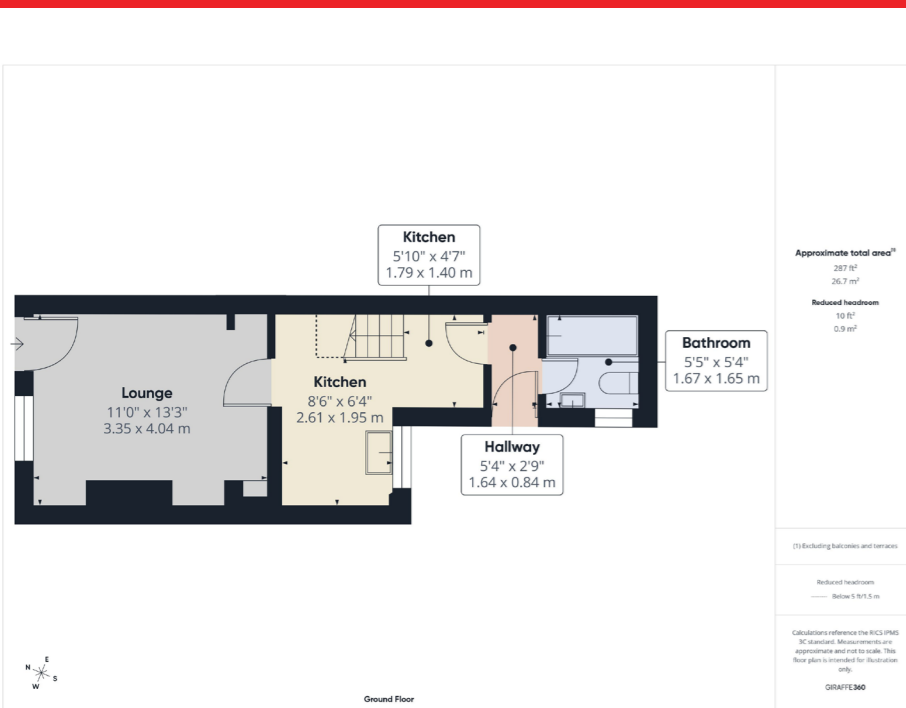 Kitchen
5'10" x 4'7"
1.79 x 1.40 m
Lounge
11'0" x 13'3"
3.35 x 4.04 m
Kitchen
8'6" x 6'4"
2.61 x 1.95 m
Bathroom
5'5" x 5'4"
1.67 x 1.65 m
Hallway
5'4" x 2'9"
1.64 x 0.84 m
N
E
S
W
Ground Floor
Approximate total area⁽¹⁾
287 ft²
26.7 m²
Reduced headroom
10 ft²
0.9 m²
(1) Excluding balconies and terraces
Reduced headroom
Below 5 ft/1.5 m
Calculations reference the RICS IPMS
3C standard. Measurements are
approximate and not to scale. This
floor plan is intended for illustration
only.
GIRAFFE360